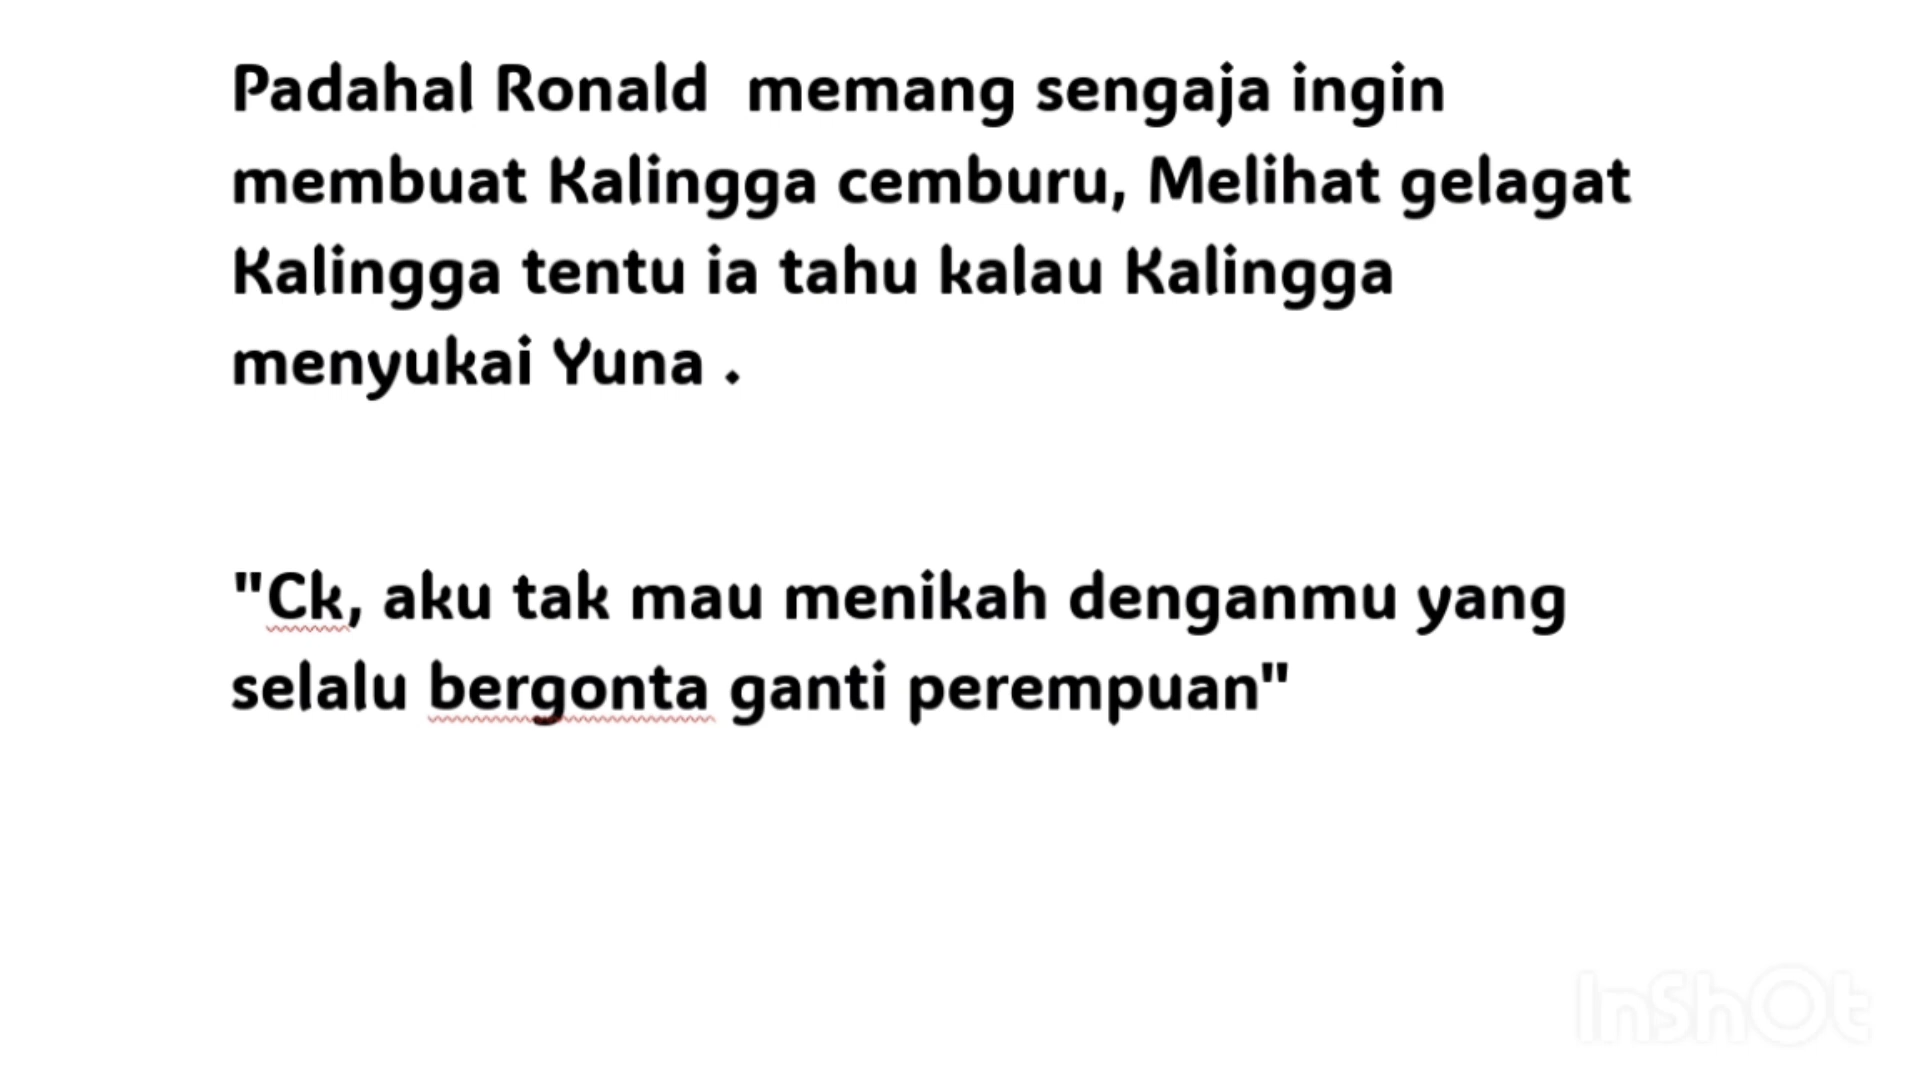 Padahal Ronald  memang sengaja ingin
membuat Kalingga cemburu, Melihat gelagat
Kalingga tentu ia tahu kalau Kalingga
menyukai Yuna .
"Ck, aku tak mau menikah denganmu yang
selalu bergonta ganti perempuan"
InShOt